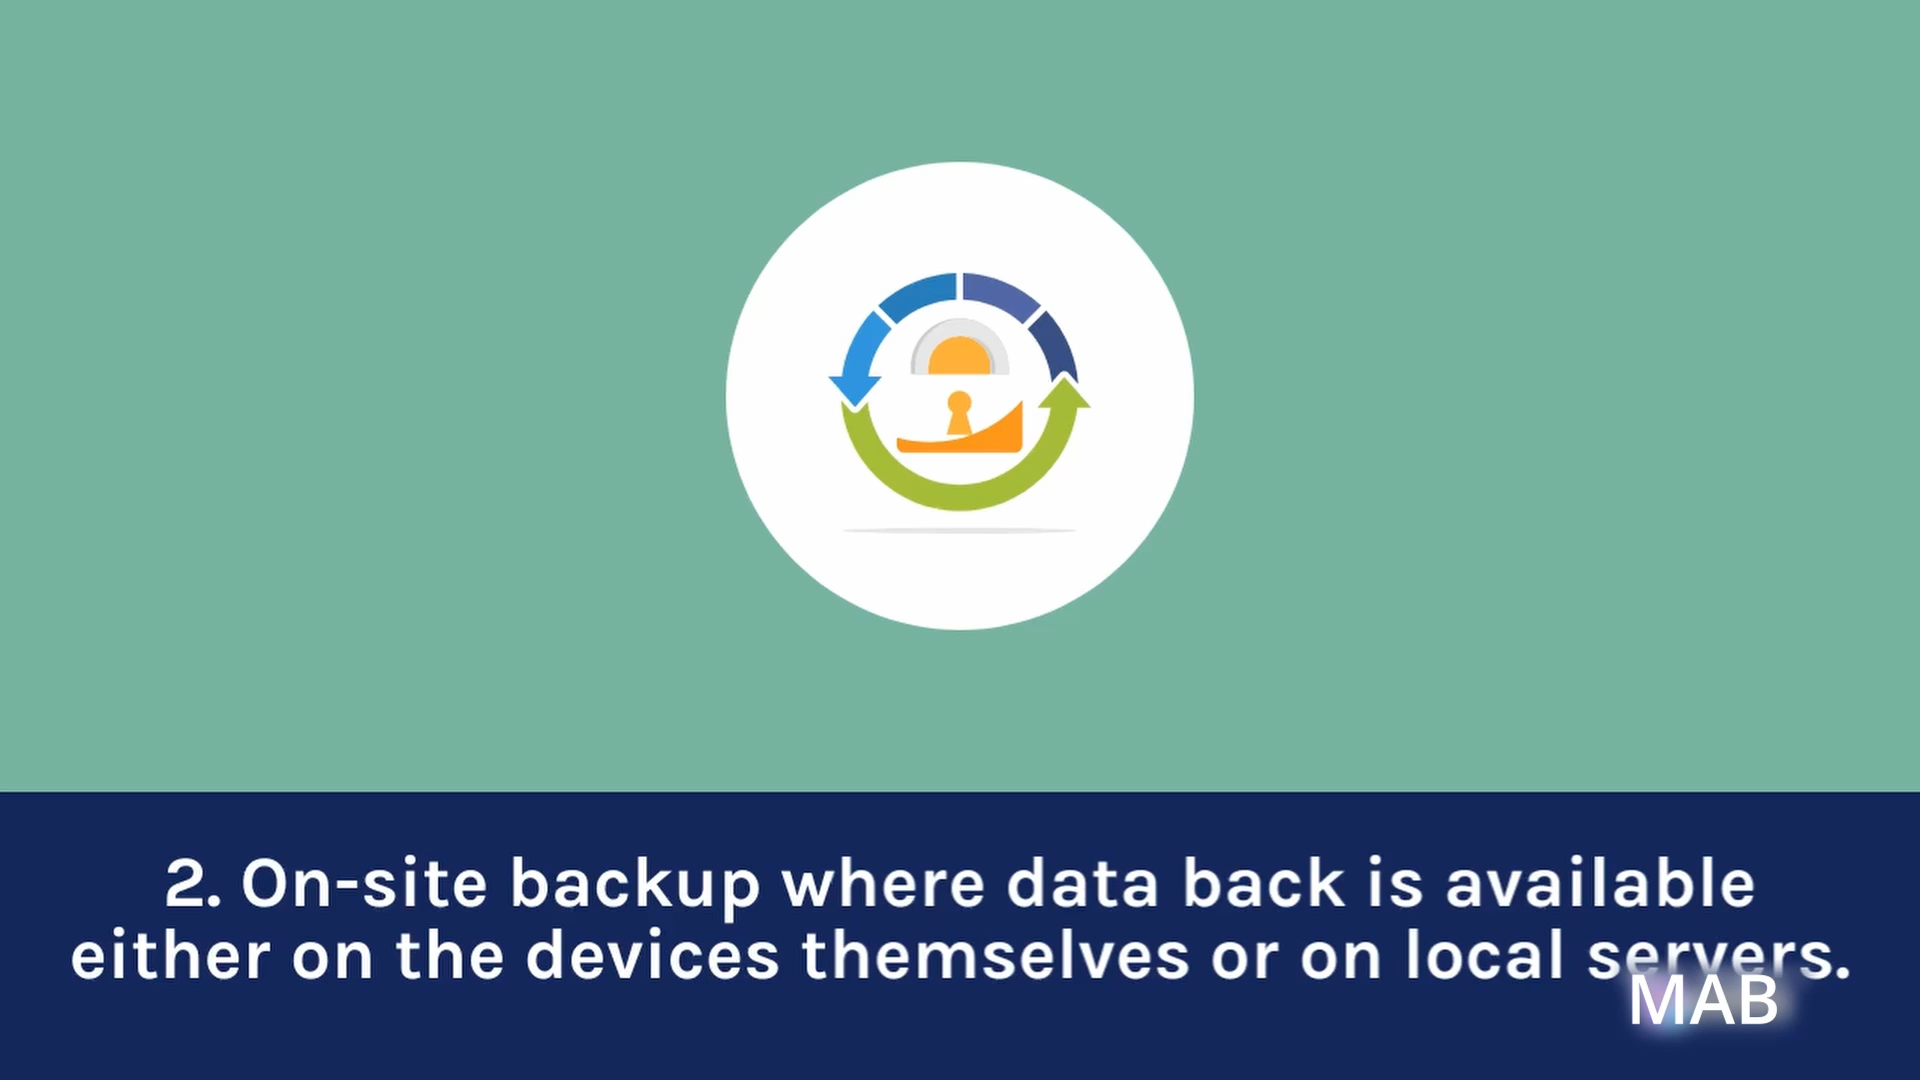 2. On-site backup where data back is available
either on the devices themselves or on local servers.
MAB